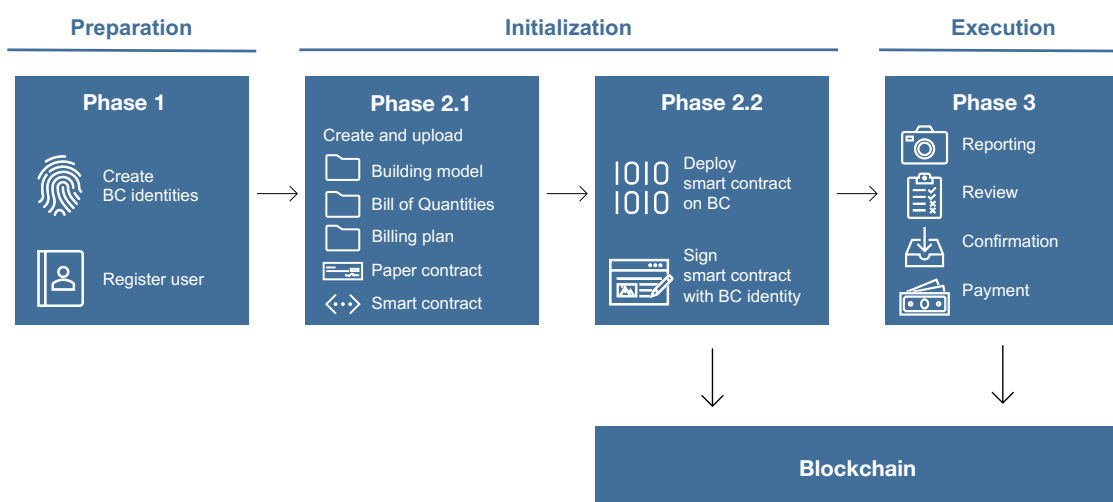 Preparation
Initialization
Execution
Phase 1
Create
BC identities
Register user
Phase 2.1
Create and upload
Building model
Bill of Quantities
Billing plan
Paper contract
Smart contract
Phase 2.2
IOIO
IOIO
Deploy
smart contract
on BC
Sign
smart contract
with BC identity
Phase 3
Reporting
Review
Confirmation
Payment
Blockchain